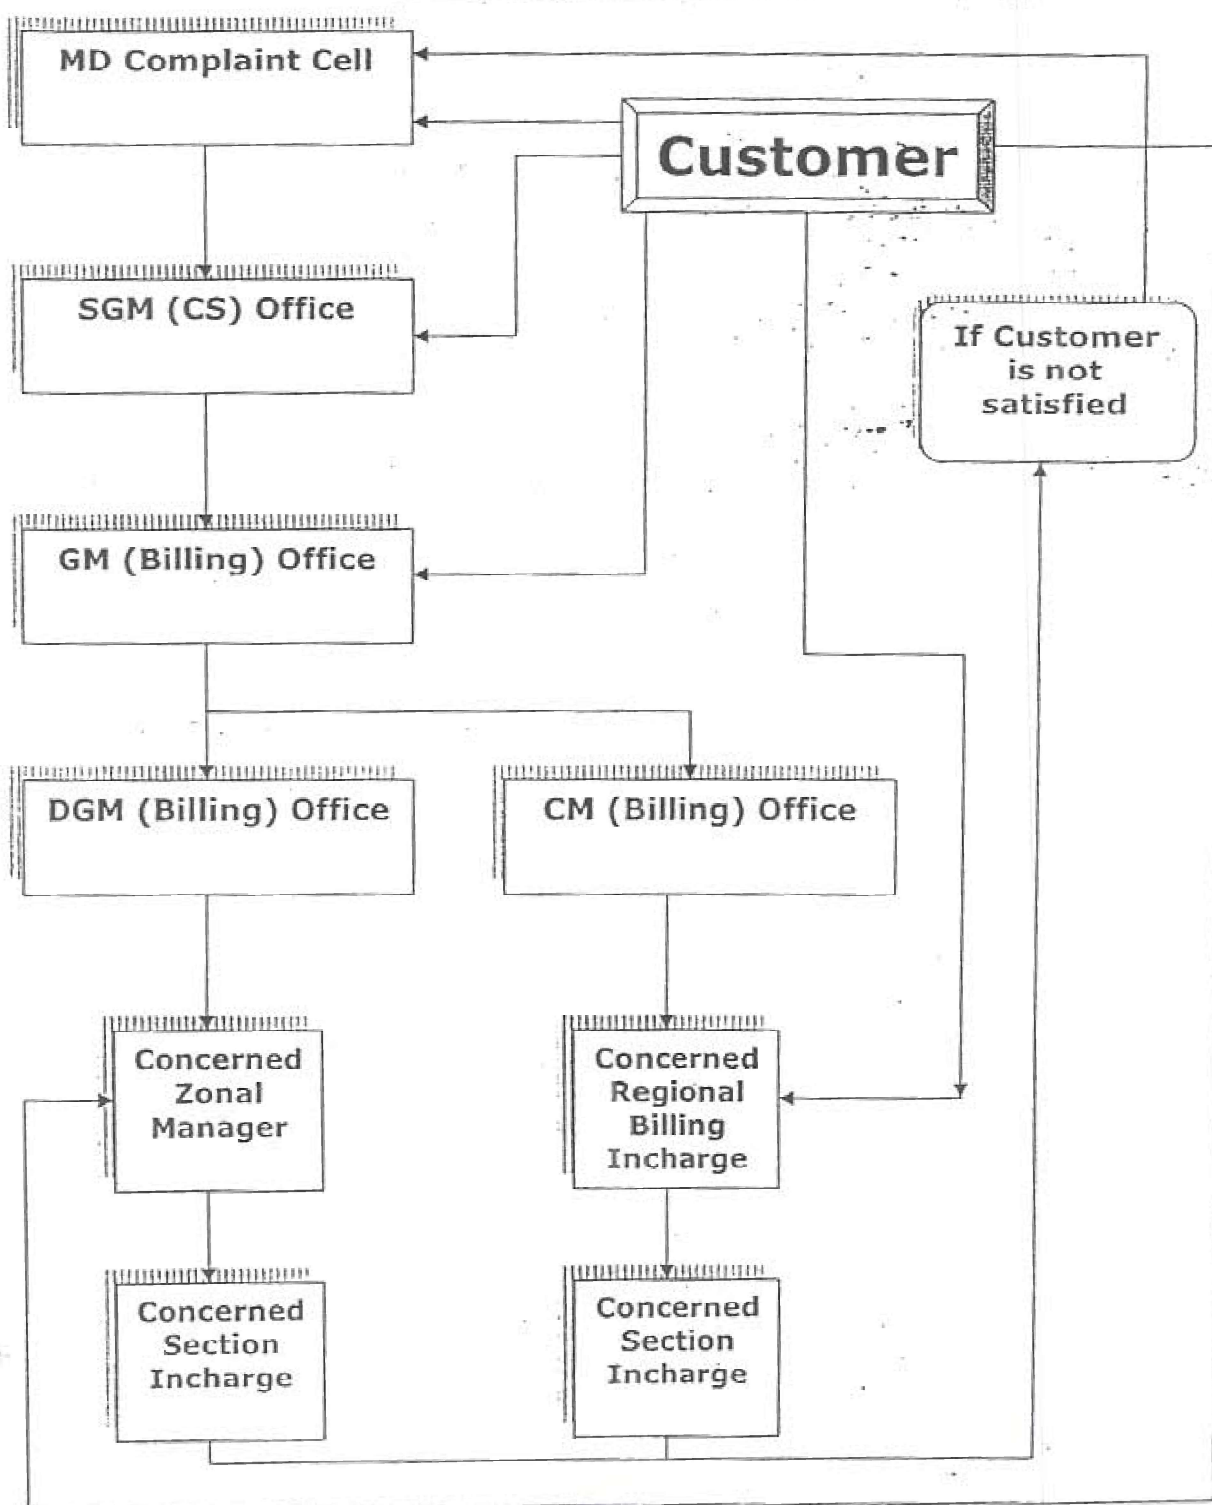 MD Complaint Cell
Customer
SGM (CS) Office
If Customer
is not
satisfied
GM (Billing) Office
DGM (Billing) Office
CM (Billing) Office
Concerned
Zonal
Manager
Concerned
Regional
Billing
Incharge
Concerned
Section
Incharge
Concerned
Section
Incharge